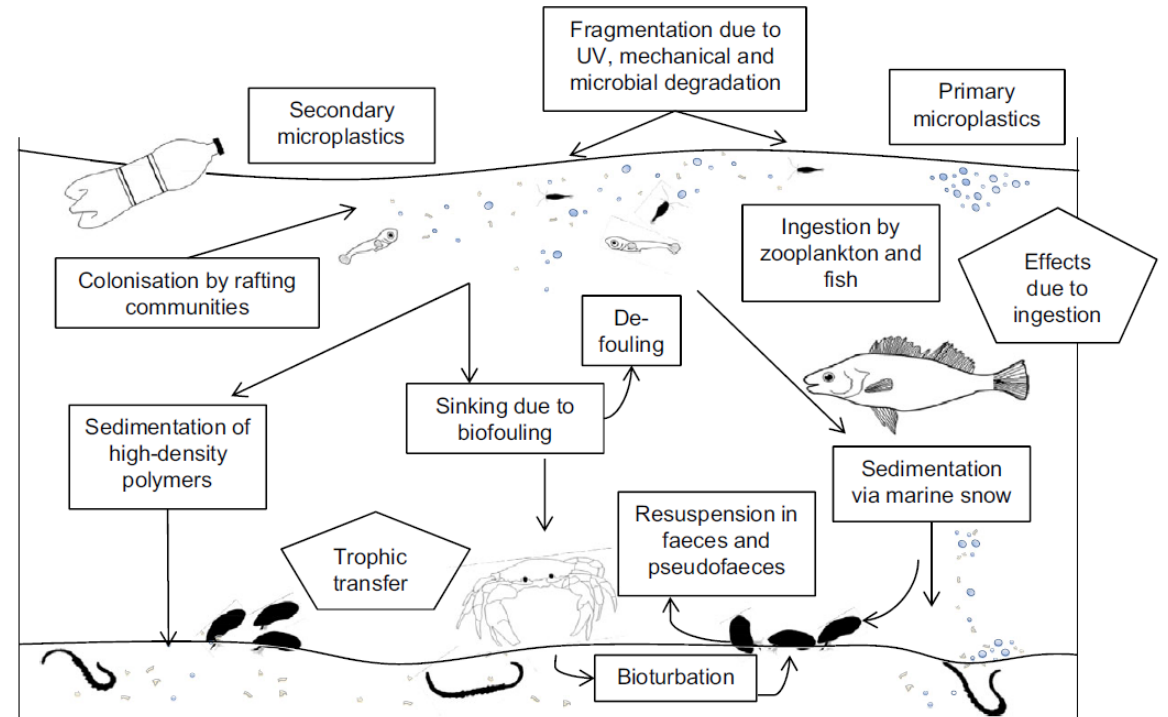 Fragmentation due to
UV, mechanical and
microbial degradation
Secondary
microplastics
Primary
microplastics
Colonisation by rafting
communities
Ingestion by
zooplankton and
fish
Effects
due to
ingestion
De-
fouling
Sinking due to
biofouling
Sedimentation of
high-density
polymers
Sedimentation
via marine snow
Resuspension in
faeces and
pseudofaeces
Trophic
transfer
Bioturbation